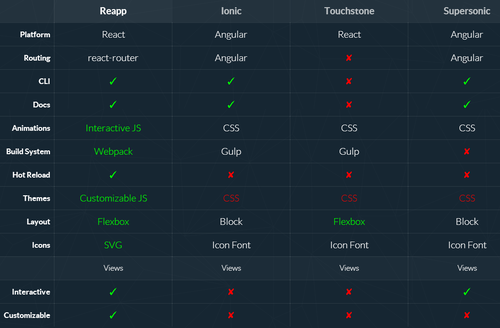 Reapp Ionic Touchstone Supersonic
Platform React Angular React Angular
Routing react-router Angular ✘ Angular
CLI ✓ ✓ ✘ ✓
Docs ✓ ✓ ✘ ✓
Animations Interactive JS CSS CSS CSS
Build System Webpack Gulp Gulp ✘
Hot Reload ✓ ✘ ✘ ✘
Themes Customizable JS CSS CSS CSS
Layout Flexbox Block Flexbox Block
Icons SVG Icon Font Icon Font Icon Font
Views Views Views Views
Interactive ✓ ✘ ✘ ✓
Customizable ✓ ✘ ✘ ✘